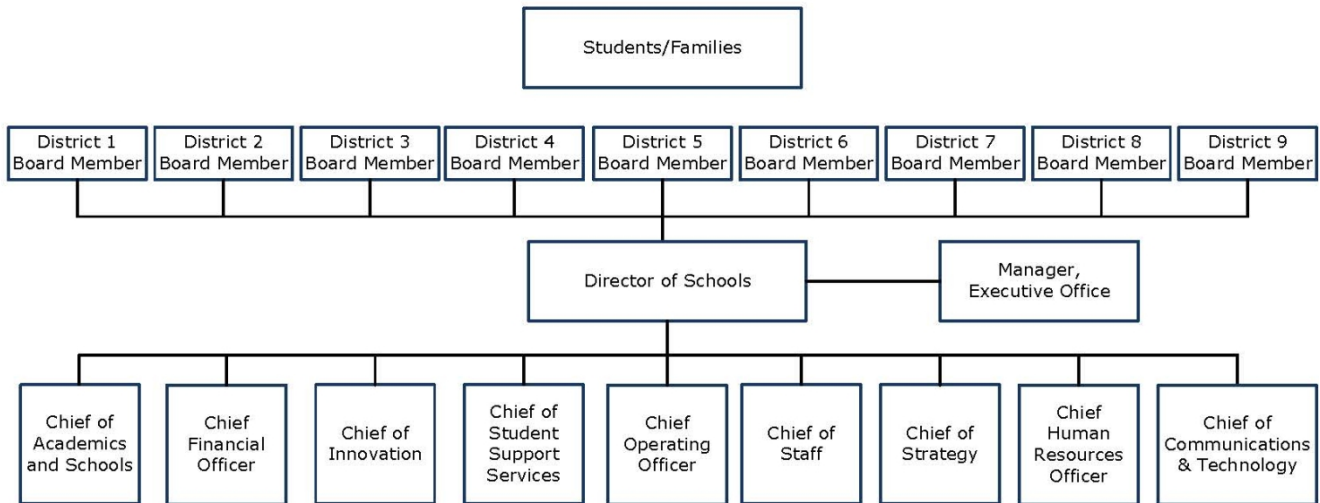 Students/Families
District 1
Board Member
District 2
Board Member
District 3
Board Member
District 4
Board Member
District 5
Board Member
District 6
Board Member
District 7
Board Member
District 8
Board Member
District 9
Board Member
Director of Schools
Manager,
Executive Office
Chief of
Academics
and Schools
Chief
Financial
Officer
Chief of
Innovation
Chief of
Student
Support
Services
Chief
Operating
Officer
Chief of
Staff
Chief of
Strategy
Chief
Human
Resources
Officer
Chief of
Communications
& Technology